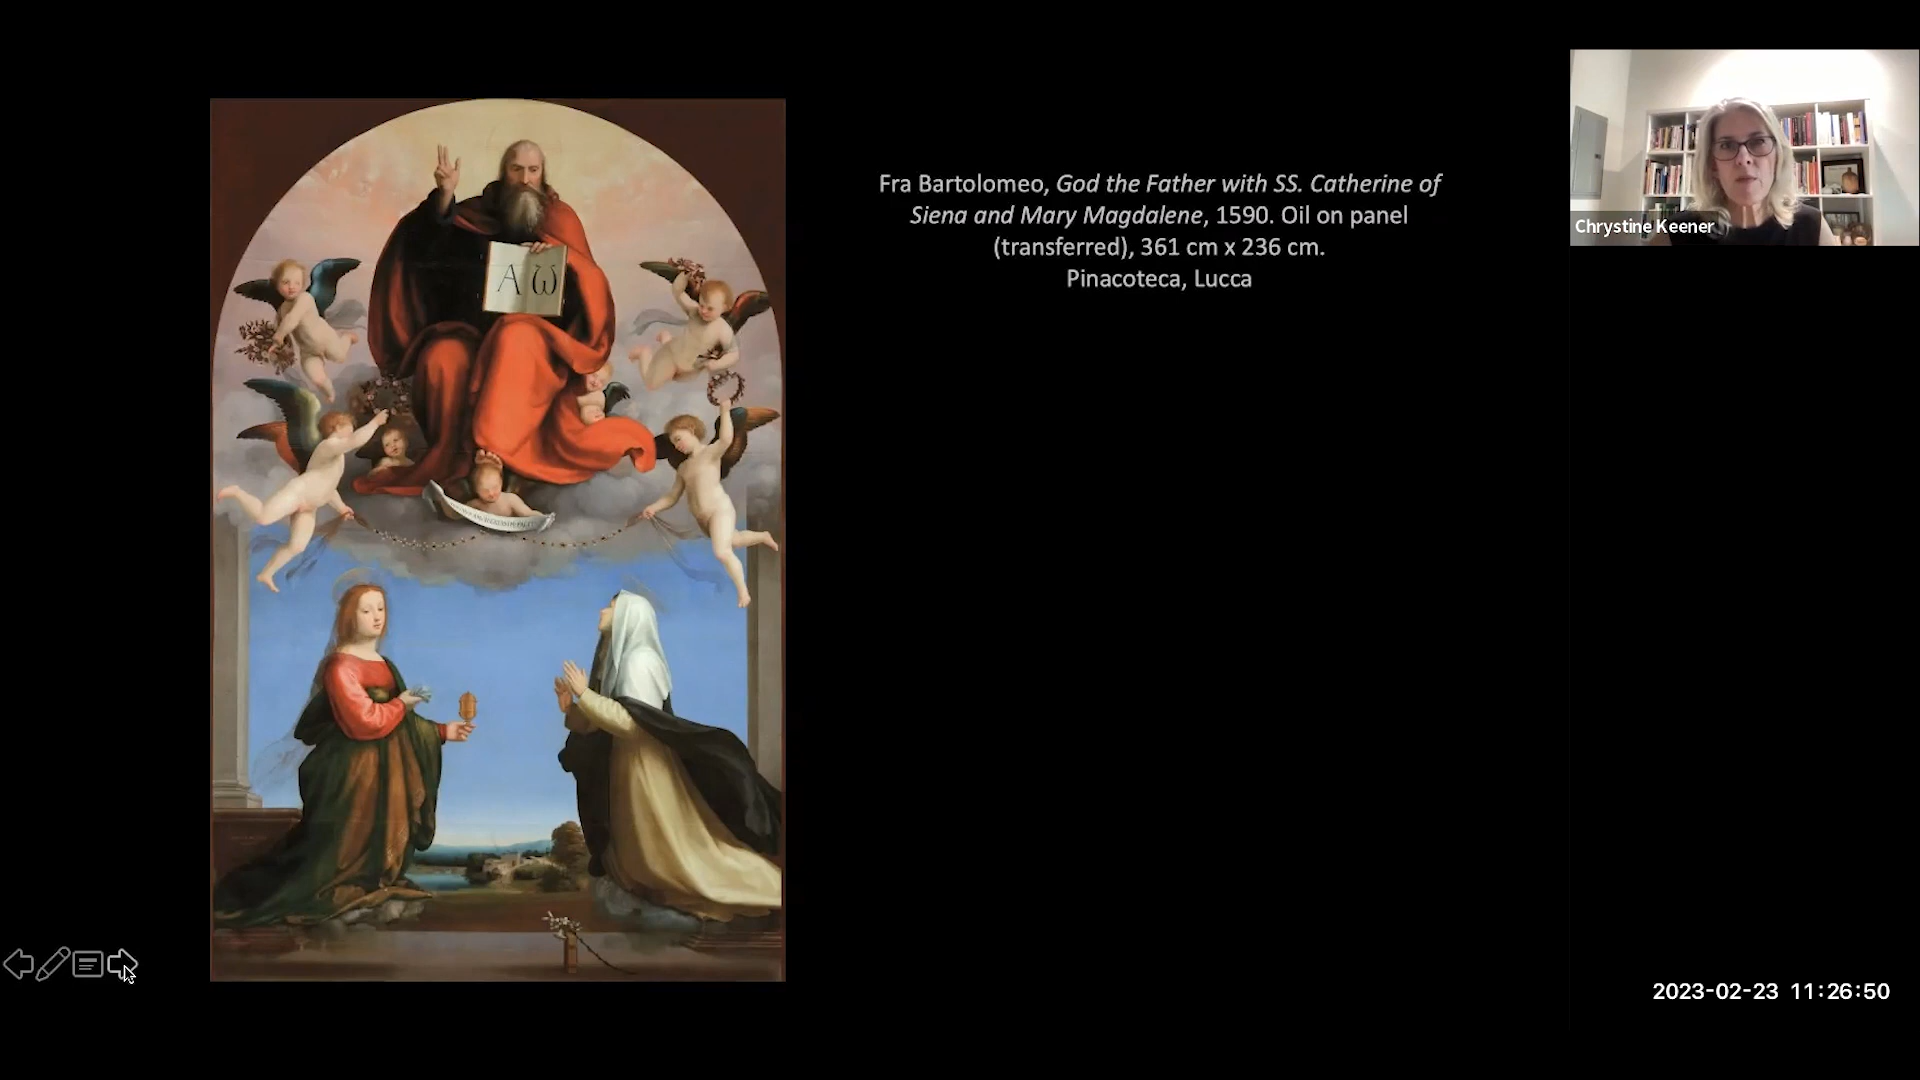 Fra Bartolomeo, God the Father with SS. Catherine of
Siena and Mary Magdalene, 1590. Oil on panel
(transferred), 361 cm x 236 cm.
Pinacoteca, Lucca
Chrystine Keener
A ω
2023-02-23 11:26:50